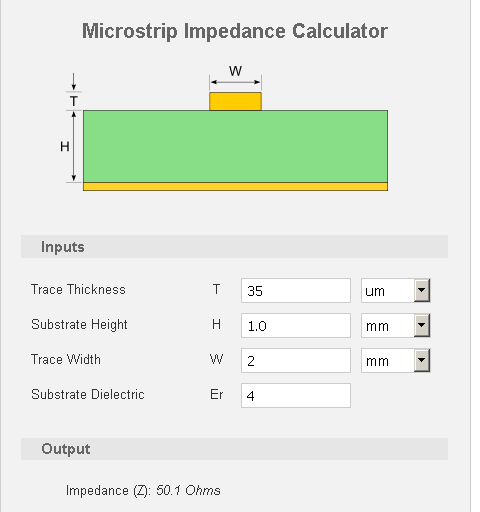 Microstrip Impedance Calculator
W
T
H
Inputs
Trace Thickness T 35 um
Substrate Height H 1.0 mm
Trace Width W 2 mm
Substrate Dielectric Er 4
Output
Impedance (Z): 50.1 Ohms